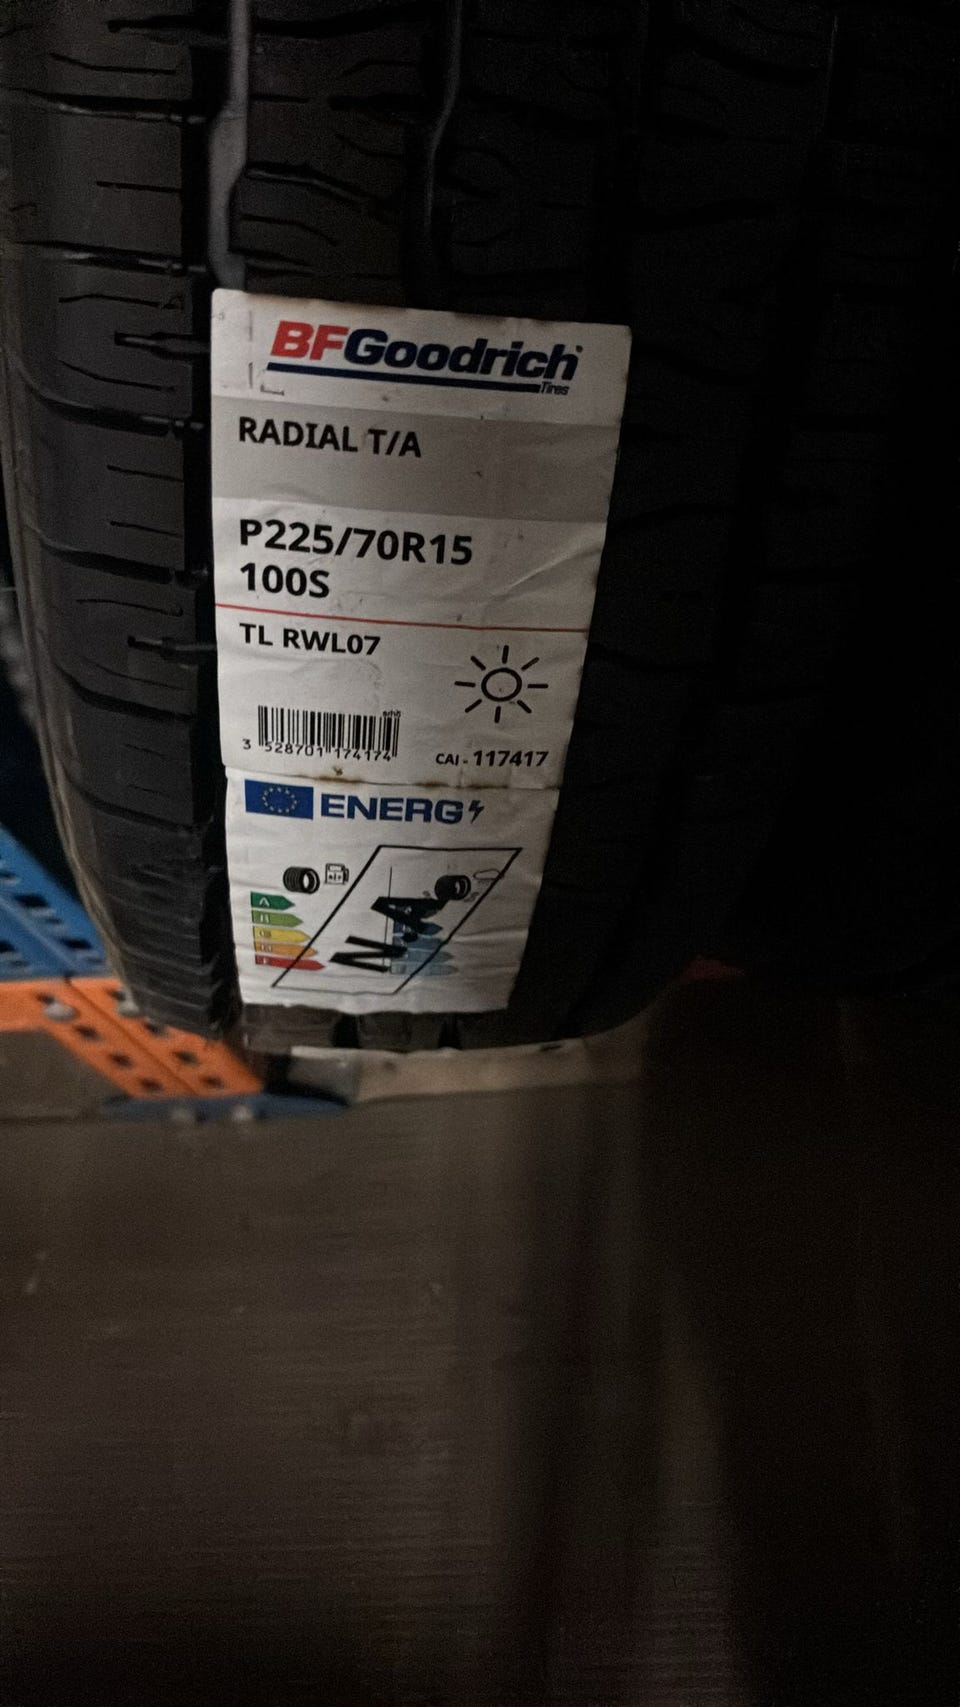 BFGoodrich
Tires
RADIAL T/A
P225/70R15
100S
TL RWL07
3 528701 174174
CAI - 117417
ENERG
A
B
N.A.